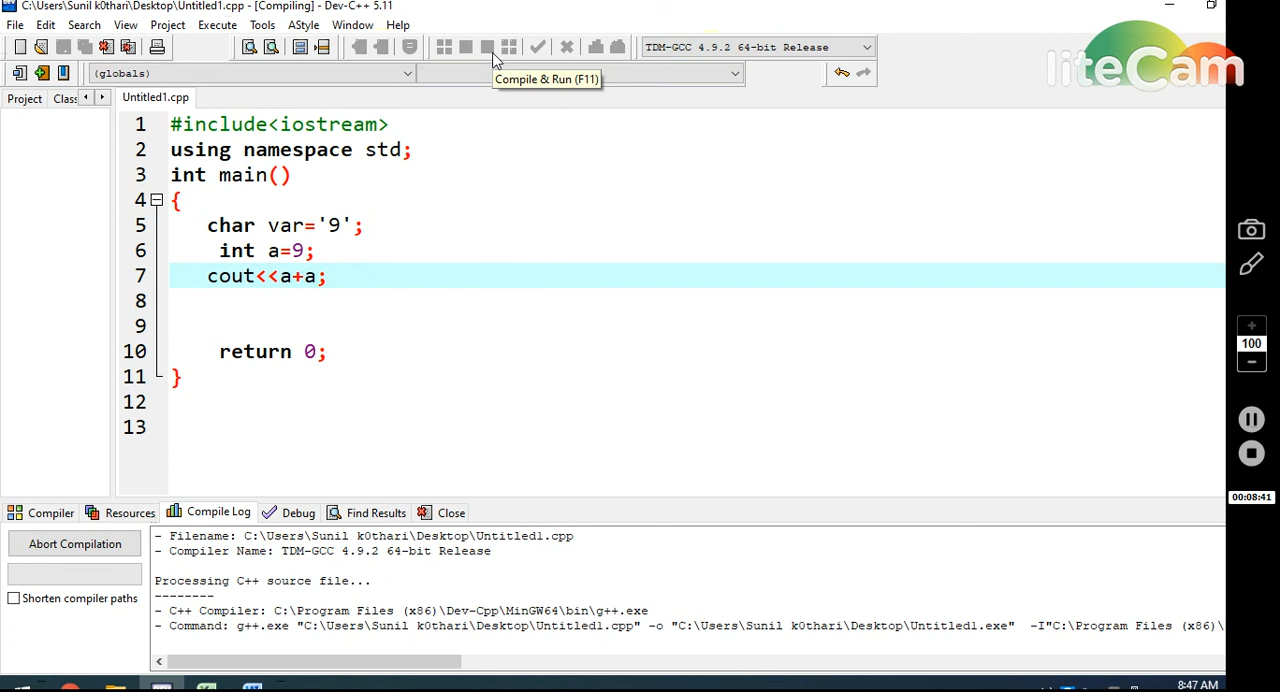 C:\Users\Sunil k0thari\Desktop\Untitled1.cpp - [Compiling] - Dev-C++ 5.11
File Edit Search View Project Execute Tools AStyle Window Help
TDM-GCC 4.9.2 64-bit Release
liteCam
(globals)
Compile & Run (F11)
Project Clas: Untitled1.cpp
1 #include<iostream>
2 using namespace std;
3 int main()
4 {
5 char var='9';
6 int a=9;
7 cout<<a+a;
8
9
10 return 0;
11 }
12
13
100
00:08:41
Compiler Resources Compile Log Debug Find Results Close
Abort Compilation
Shorten compiler paths
- Filename: C:\Users\Sunil k0thari\Desktop\Untitled1.cpp
- Compiler Name: TDM-GCC 4.9.2 64-bit Release
Processing C++ source file...
--------
- C++ Compiler: C:\Program Files (x86)\Dev-Cpp\MinGW64\bin\g++.exe
- Command: g++.exe "C:\Users\Sunil k0thari\Desktop\Untitled1.cpp" -o "C:\Users\Sunil k0thari\Desktop\Untitled1.exe" -I"C:\Program Files (x86)\
8:47 AM